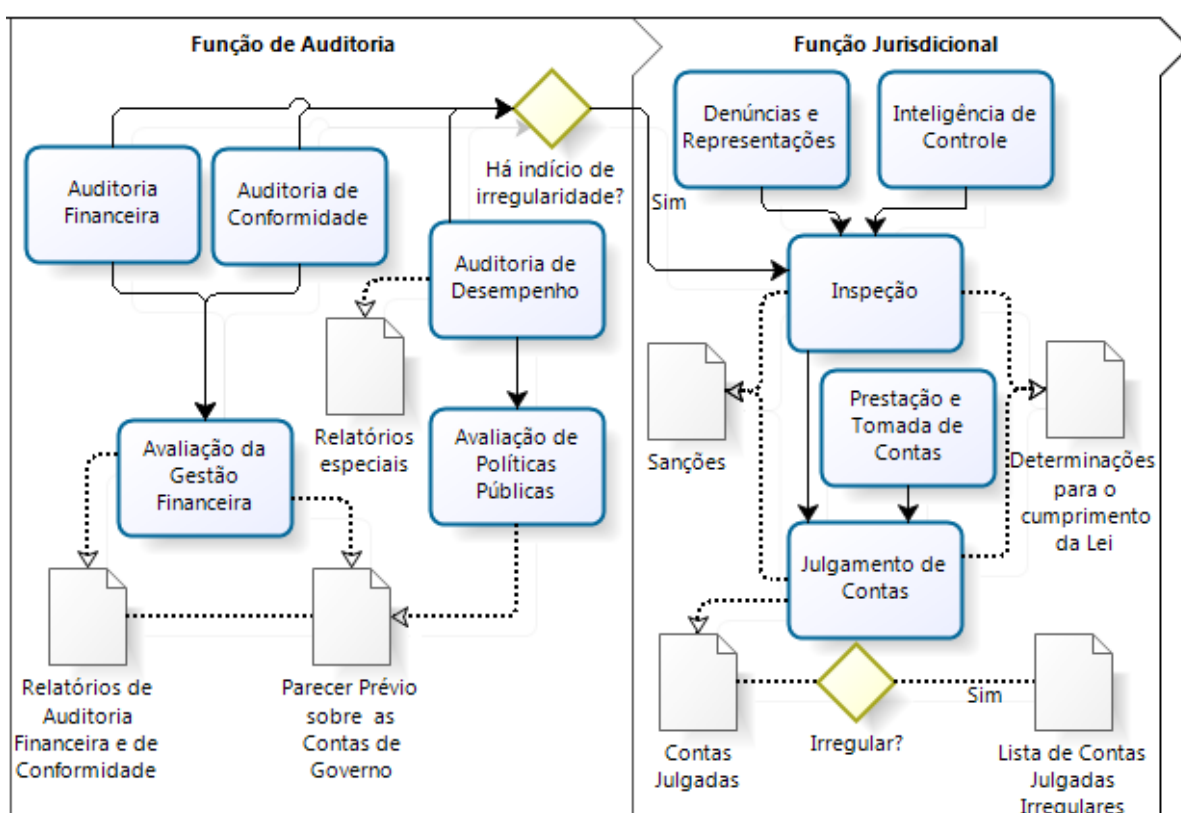 Função de Auditoria
Função Jurisdicional
Auditoria
Financeira
Auditoria de
Conformidade
Há indício de
irregularidade?
Sim
Denúncias e
Representações
Inteligência de
Controle
Auditoria de
Desempenho
Inspeção
Relatórios
especiais
Avaliação da
Gestão
Financeira
Avaliação de
Políticas
Públicas
Sanções
Prestação e
Tomada de
Contas
Determinações
para o
cumprimento
da Lei
Julgamento de
Contas
Relatórios de
Auditoria
Financeira e de
Conformidade
Parecer Prévio
sobre as
Contas de
Governo
Contas
Julgadas
Irregular?
Sim
Lista de Contas
Julgadas
Irregulares